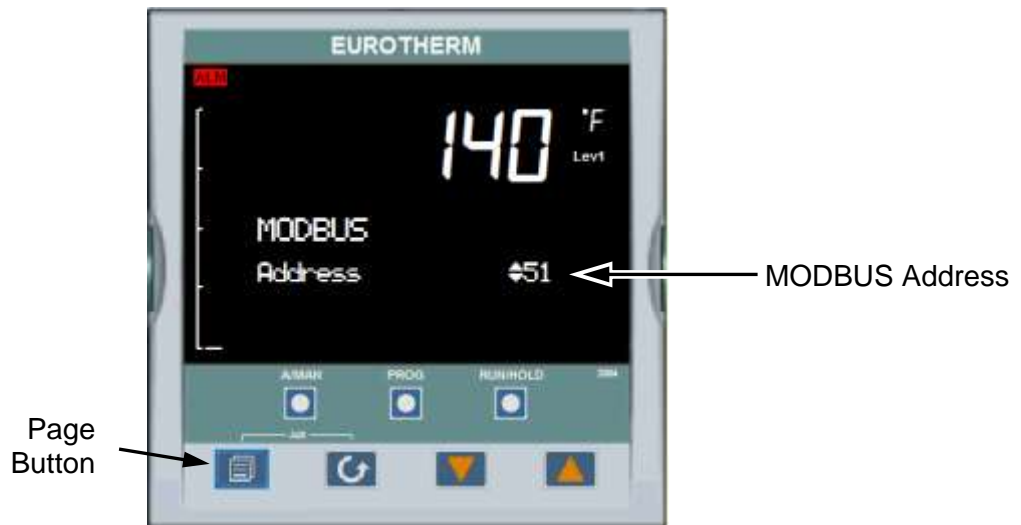 EUROTHERM
ALM
140 °F
Lev1
MODBUS
Address 51
MODBUS Address
A/MAN PROG RUN/HOLD
Page
Button